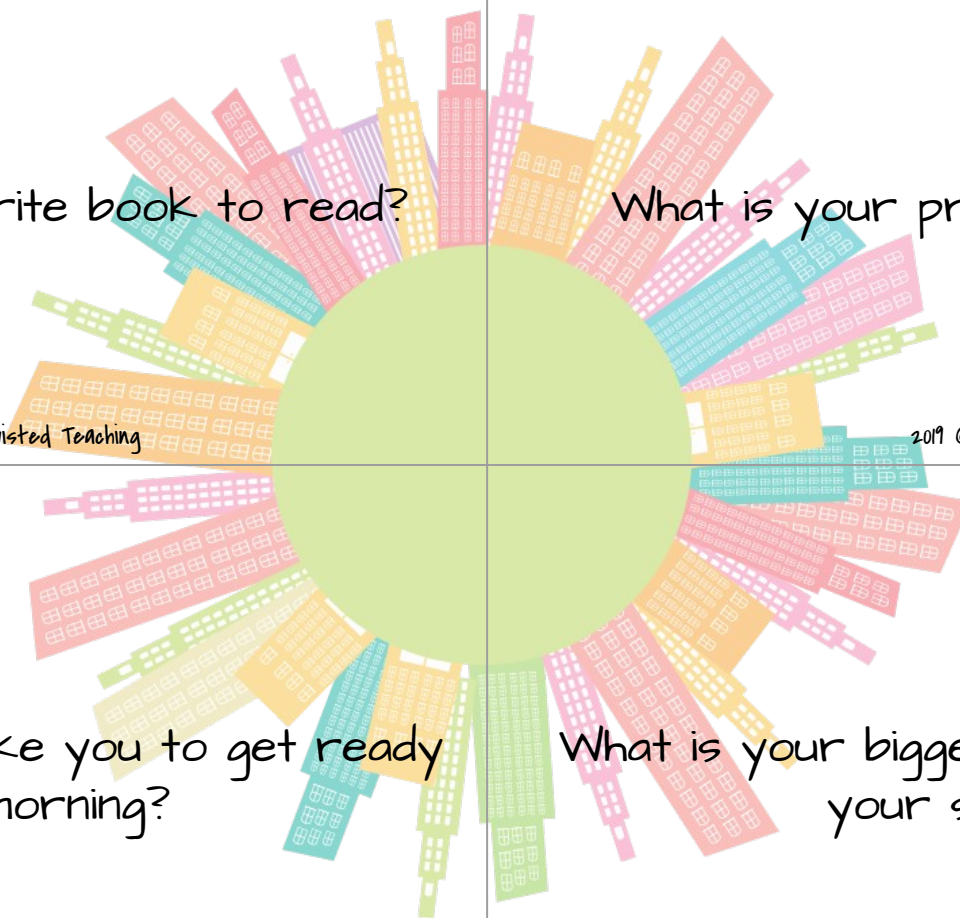 rite book to read?
What is your pr
isted Teaching
2019 ©
ke you to get ready
norning?
What is your bigge
your s